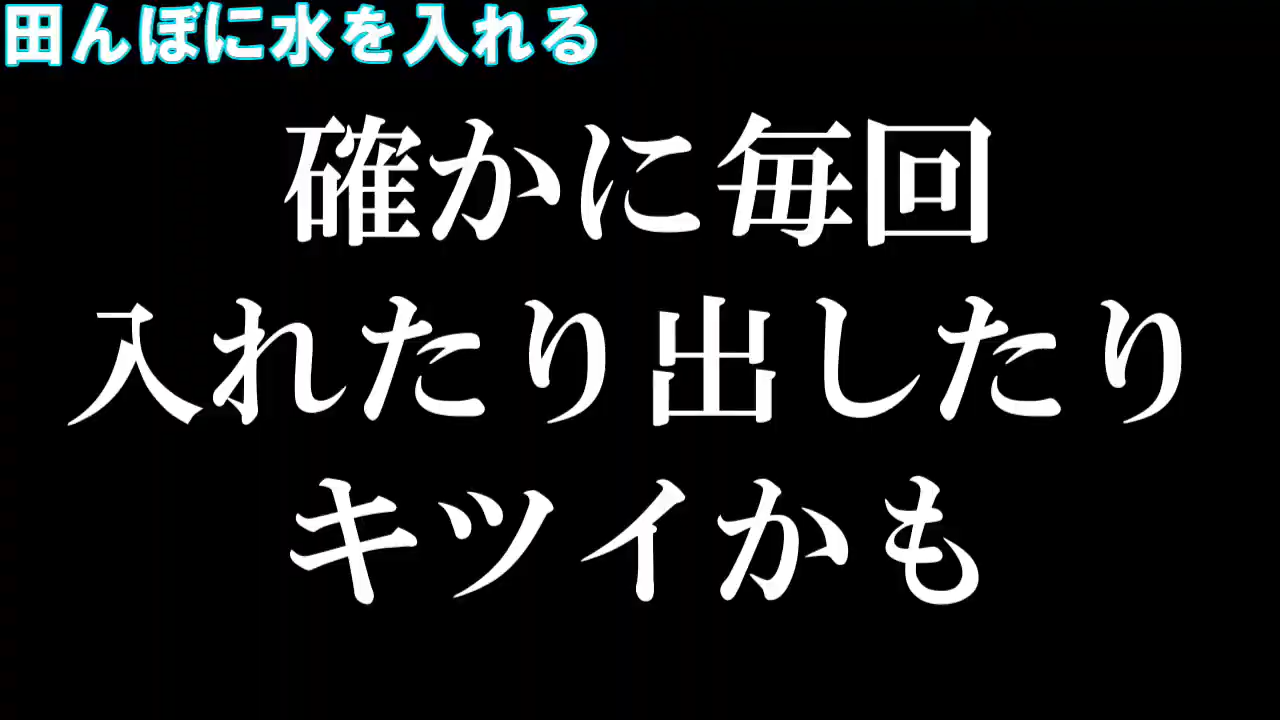 田んぼに水を入れる
確かに毎回
入れたり出したり
キツイかも